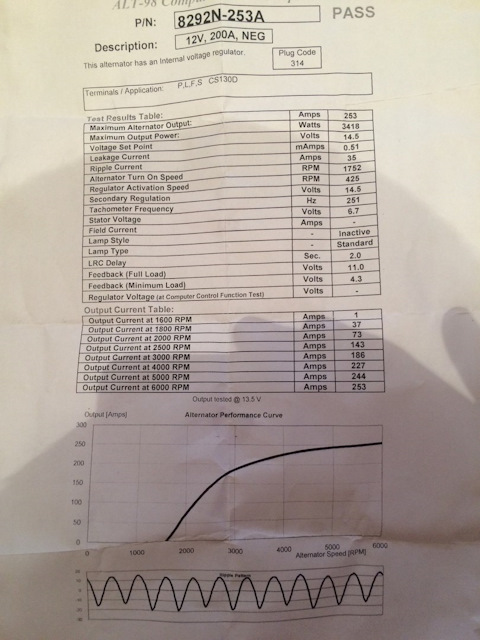 ALT-98
P/N: 8292N-253A PASS
Description: 12V, 200A, NEG
This alternator has an Internal voltage regulator. Plug Code 314
Terminals / Application: P,L,F,S CS130D
Test Results Table: Amps 253
Maximum Alternator Output: Watts 3418
Maximum Output Power: Volts 14.5
Voltage Set Point mAmps 0.51
Leakage Current Amps 35
Ripple Current RPM 1752
Alternator Turn On Speed RPM 425
Regulator Activation Speed Volts 14.5
Secondary Regulation Hz 251
Tachometer Frequency Volts 6.7
Stator Voltage Amps -
Field Current - Inactive
Lamp Style - Standard
Lamp Type Sec. 2.0
LRC Delay Volts 11.0
Feedback (Full Load) Volts 4.3
Feedback (Minimum Load) Volts -
Regulator Voltage (at Computer Control Function Test)
Output Current Table:
Output Current at 1600 RPM Amps 1
Output Current at 1800 RPM Amps 37
Output Current at 2000 RPM Amps 73
Output Current at 2500 RPM Amps 143
Output Current at 3000 RPM Amps 186
Output Current at 4000 RPM Amps 227
Output Current at 5000 RPM Amps 244
Output Current at 6000 RPM Amps 253
Output tested @ 13.5 V
Output [Amps] Alternator Performance Curve
300
250
200
150
100
50
0
0 1000 2000 3000 4000 5000 6000
Alternator Speed [RPM]
Ripple Pattern